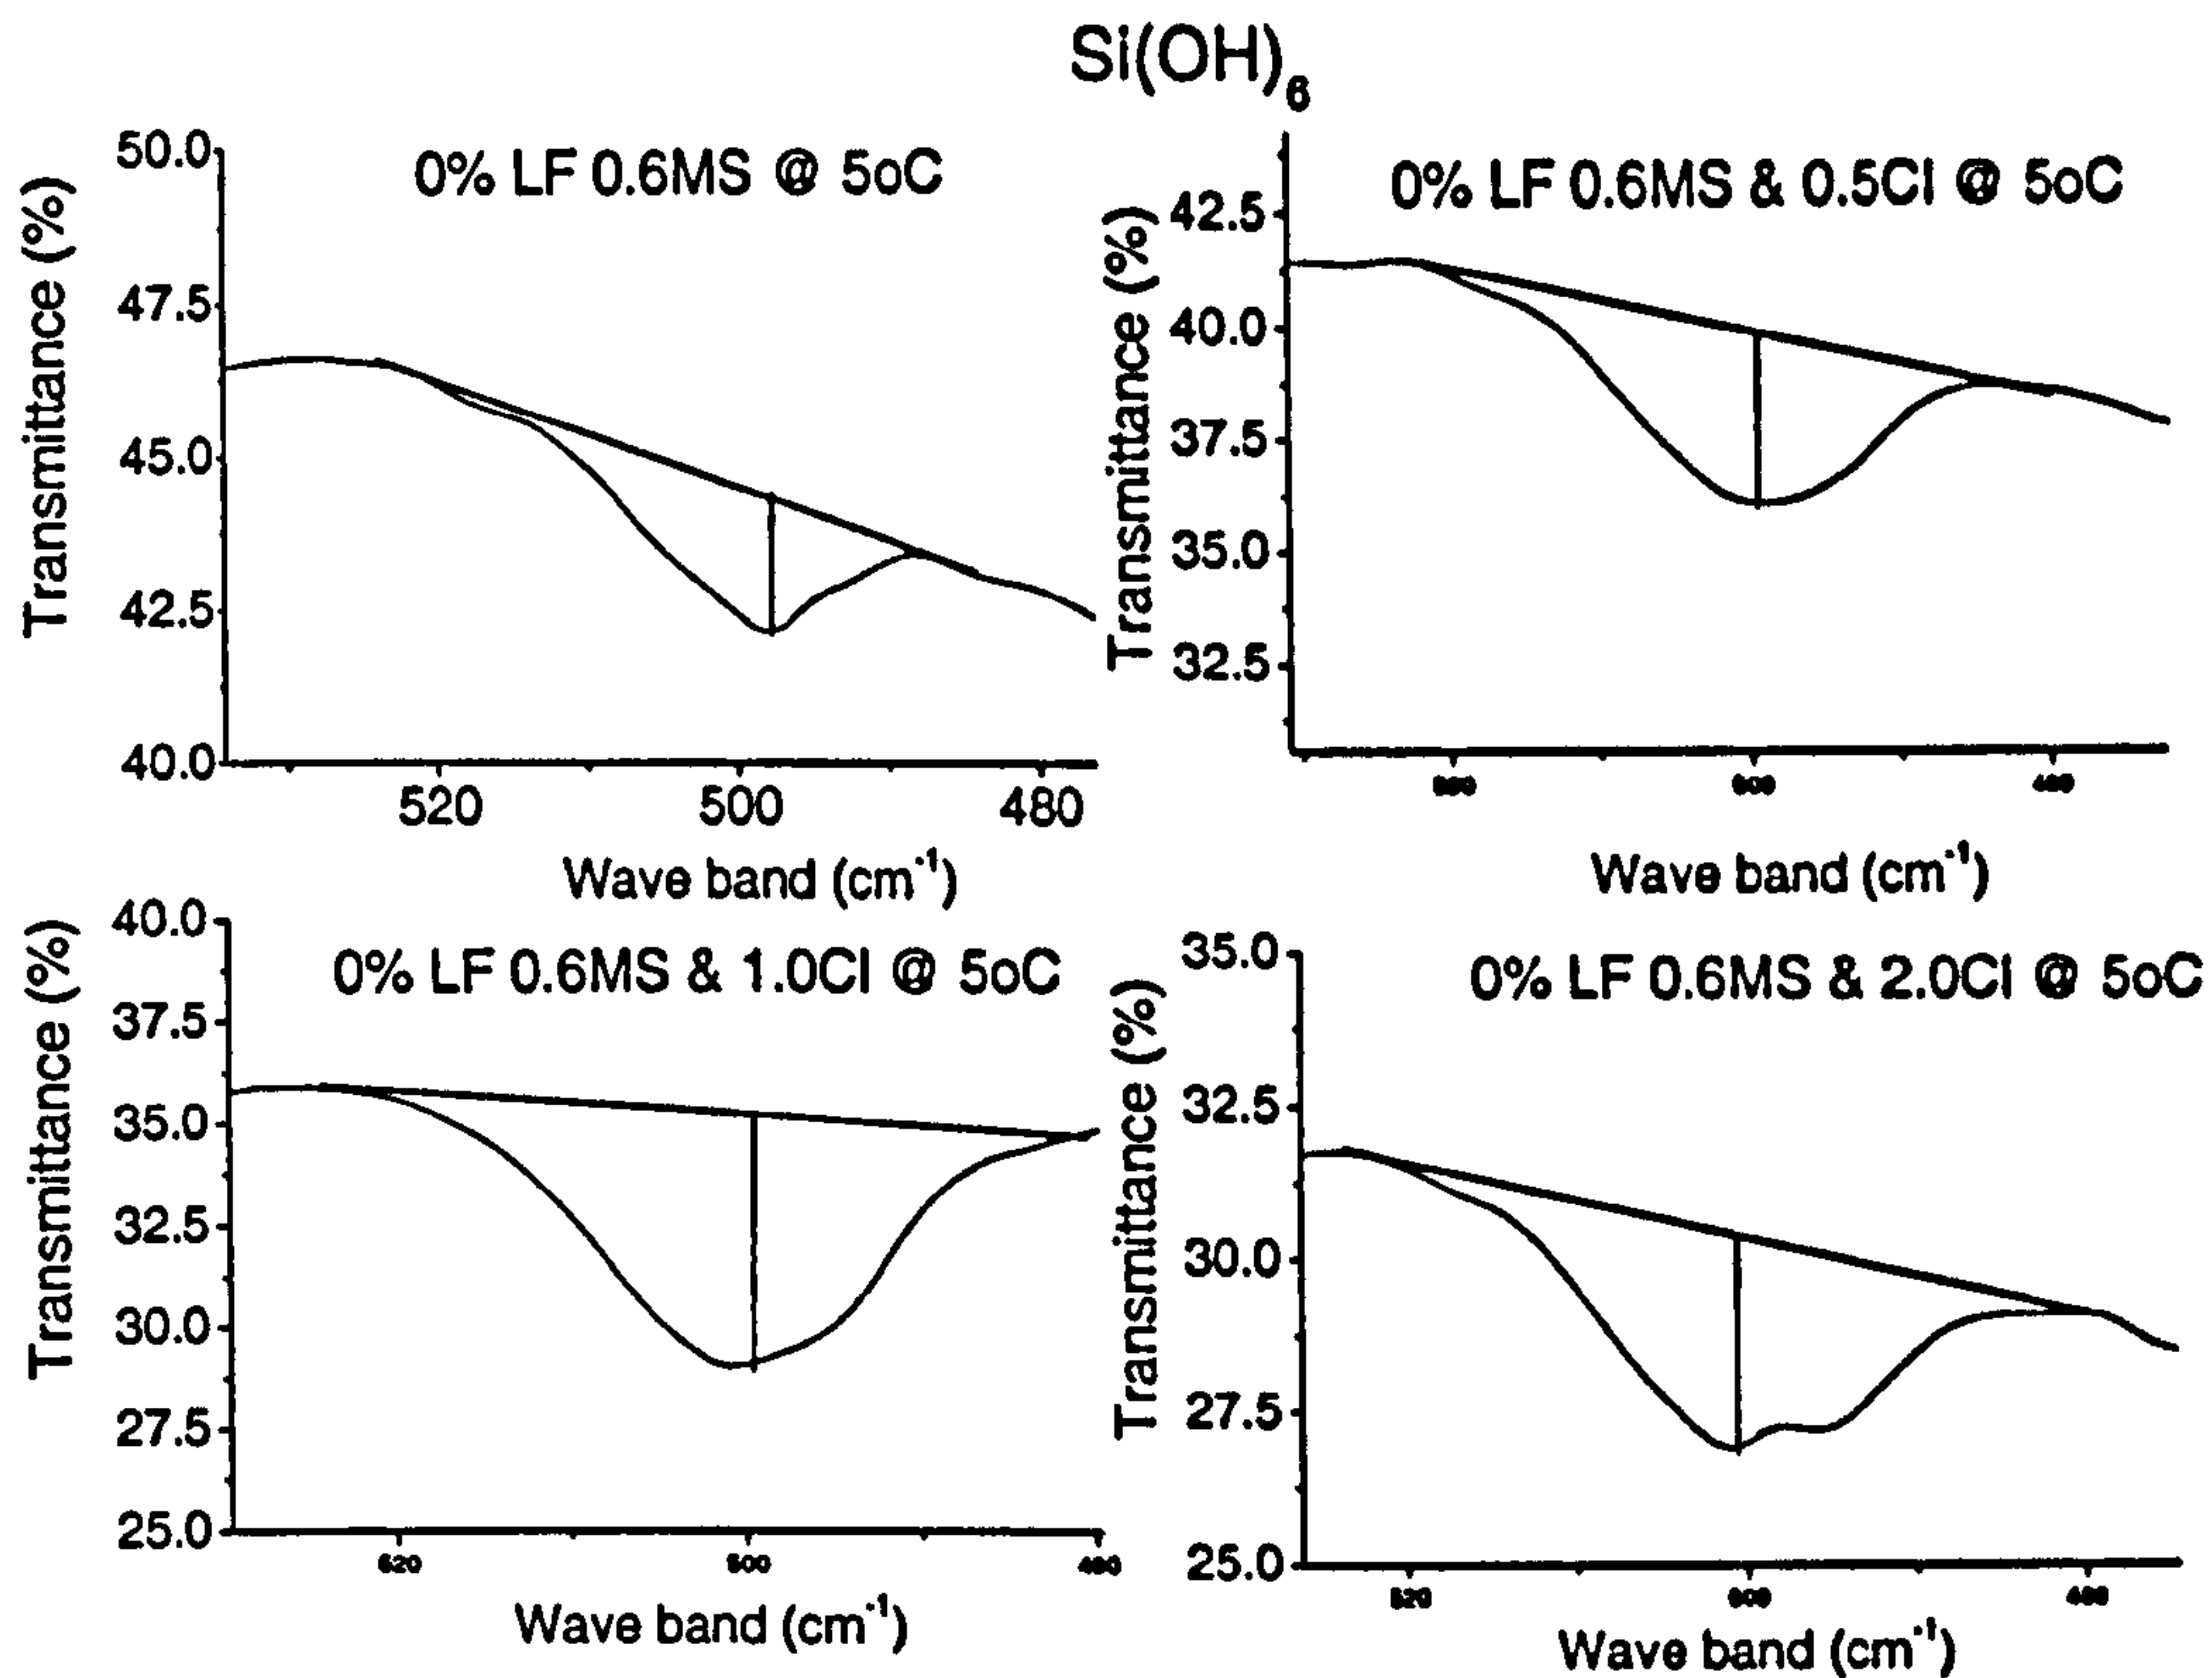 Si(OH)6
0% LF 0.6MS @ 5oC
Transmittance (%)
50.0
47.5
45.0
42.5
40.0
520 500 480
Wave band (cm-1)
0% LF 0.6MS & 0.5Cl @ 5oC
Transmittance (%)
42.5
40.0
37.5
35.0
32.5
Wave band (cm-1)
0% LF 0.6MS & 1.0Cl @ 5oC
Transmittance (%)
40.0
37.5
35.0
32.5
30.0
27.5
25.0
520 500
Wave band (cm-1)
0% LF 0.6MS & 2.0Cl @ 5oC
Transmittance (%)
35.0
32.5
30.0
27.5
25.0
520
Wave band (cm-1)